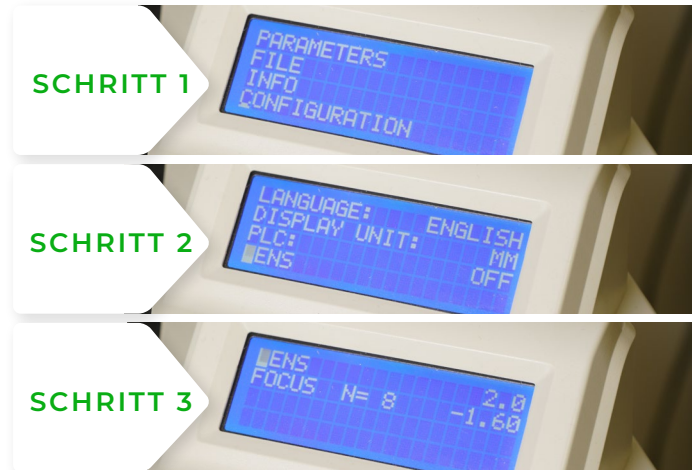 SCHRITT 1
PARAMETERS
FILE
INFO
CONFIGURATION
SCHRITT 2
LANGUAGE: ENGLISH
DISPLAY UNIT: MM
PLC: OFF
ENS
SCHRITT 3
ENS 2.0
FOCUS N= 8 -1.60